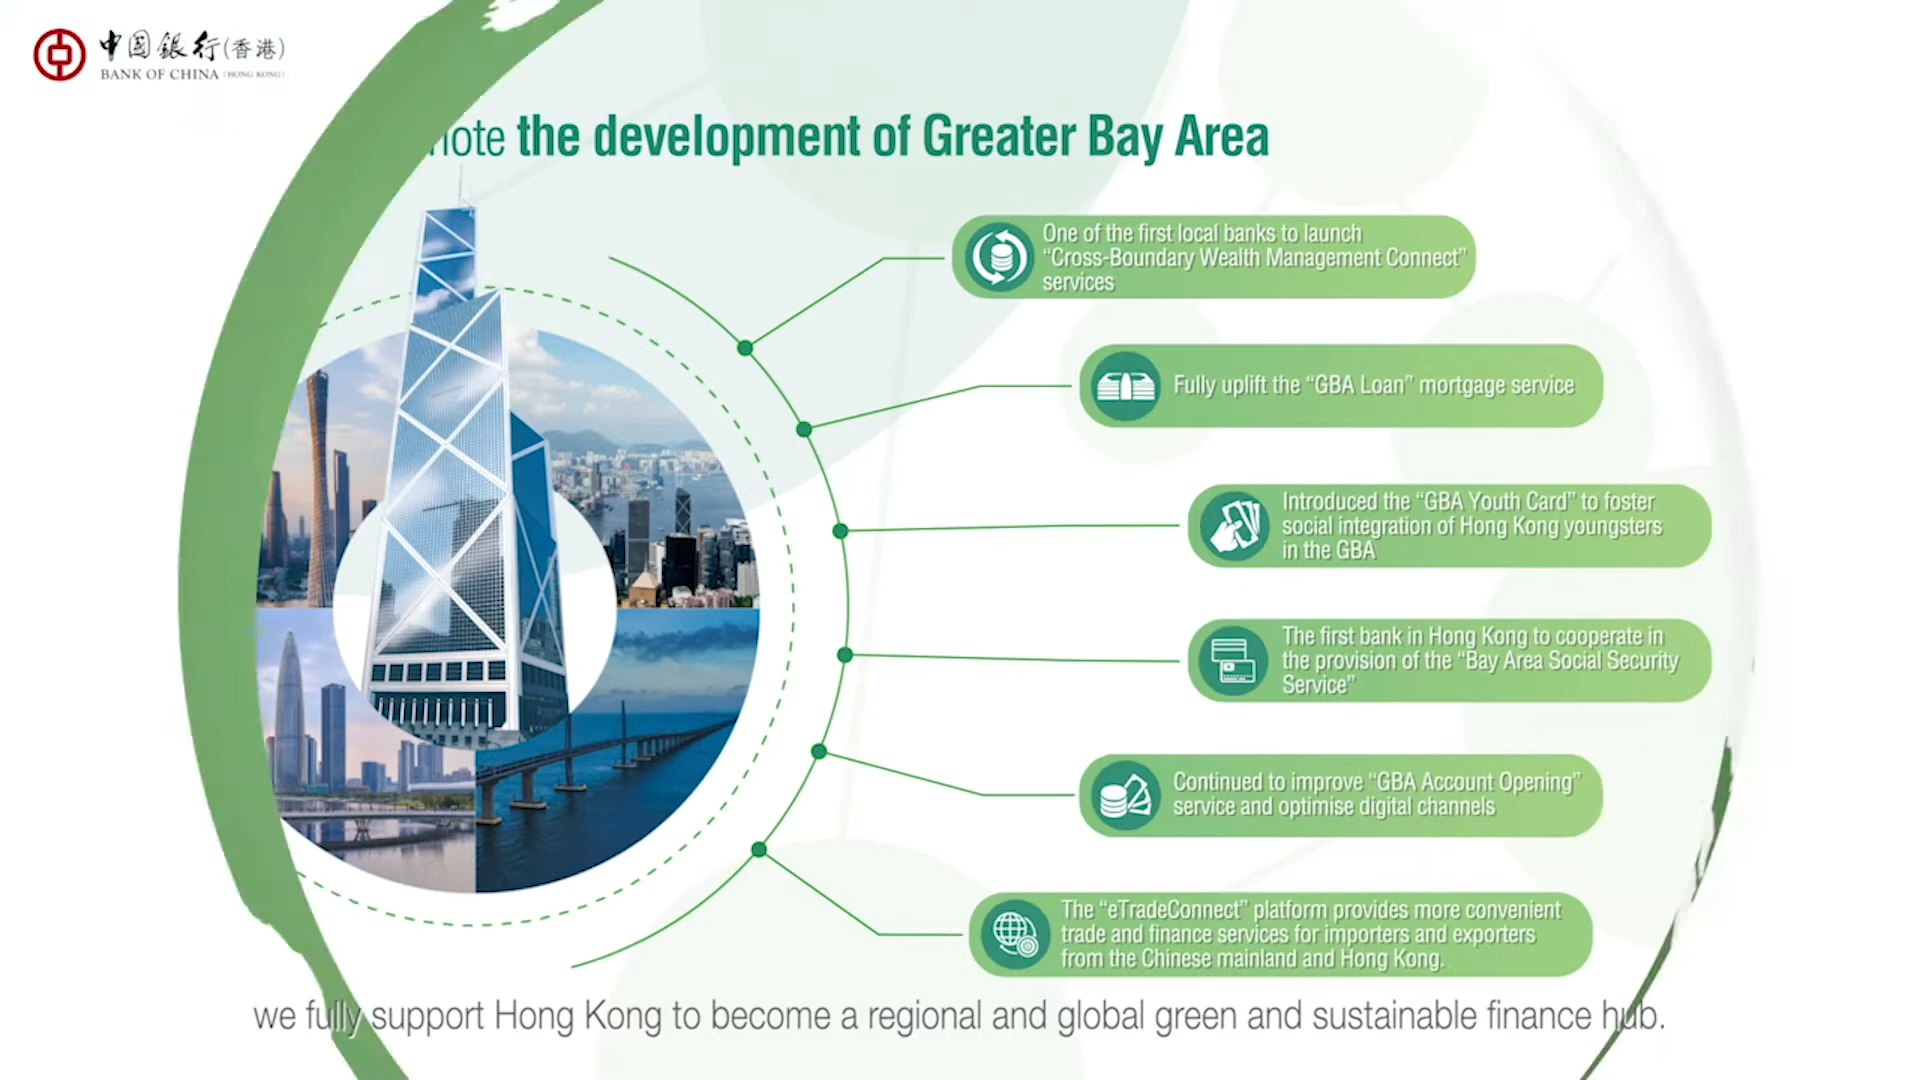 中国銀行(香港)
BANK OF CHINA (HONG KONG)
the development of Greater Bay Area
One of the first local banks to launch
“Cross-Boundary Wealth Management Connect”
services
Fully uplift the “GBA Loan” mortgage service
Introduced the “GBA Youth Card” to foster
social integration of Hong Kong youngsters
in the GBA
The first bank in Hong Kong to cooperate in
the provision of the “Bay Area Social Security
Service”
Continued to improve “GBA Account Opening”
service and optimise digital channels
The “eTradeConnect” platform provides more convenient
trade and finance services for importers and exporters
from the Chinese mainland and Hong Kong.
we fully support Hong Kong to become a regional and global green and sustainable finance hub.